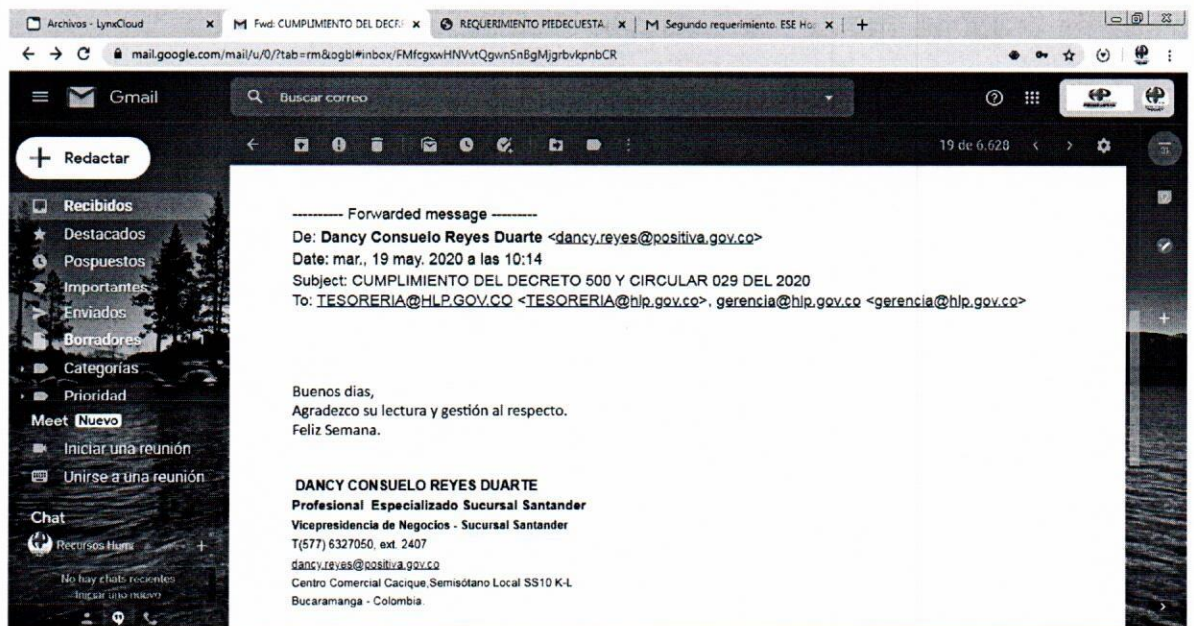 Archivos - LynxCloud
Fwd: CUMPLIMIENTO DEL DECR
REQUERIMIENTO PIEDECUESTA
Segundo requerimiento. ESE Ho
mail.google.com/mail/u/0/?tab=rm&ogbl#inbox/FMfcgxwHNVvtQgwnSnBgMjgrbvkpnbCR
Gmail
Buscar correo
Redactar
19 de 6.628
Recibidos
Destacados
Pospuestos
Importantes
Enviados
Borradores
Categorías
Prioridad
Meet Nuevo
Iniciar una reunión
Unirse a una reunión
Chat
Recursos Hum
No hay chats recientes
Iniciar uno nuevo
---------- Forwarded message ---------
De: Dancy Consuelo Reyes Duarte <dancy.reyes@positiva.gov.co>
Date: mar., 19 may. 2020 a las 10:14
Subject: CUMPLIMIENTO DEL DECRETO 500 Y CIRCULAR 029 DEL 2020
To: TESORERIA@HLP.GOV.CO <TESORERIA@hlp.gov.co>, gerencia@hlp.gov.co <gerencia@hlp.gov.co>
Buenos dias,
Agradezco su lectura y gestión al respecto.
Feliz Semana.
DANCY CONSUELO REYES DUARTE
Profesional Especializado Sucursal Santander
Vicepresidencia de Negocios - Sucursal Santander
T(577) 6327050, ext. 2407
dancy.reyes@positiva.gov.co
Centro Comercial Cacique,Semisótano Local SS10 K-L
Bucaramanga - Colombia.